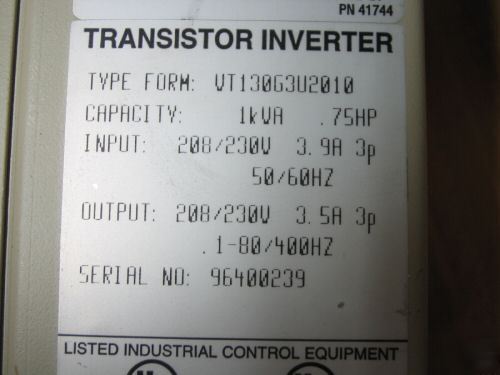 PN 41744
TRANSISTOR INVERTER
TYPE FORM: VT130G3U2010
CAPACITY: 1kVA .75HP
INPUT: 208/230V 3.9A 3p
50/60HZ
OUTPUT: 208/230V 3.5A 3p
.1-80/400HZ
SERIAL NO: 96400239
LISTED INDUSTRIAL CONTROL EQUIPMENT